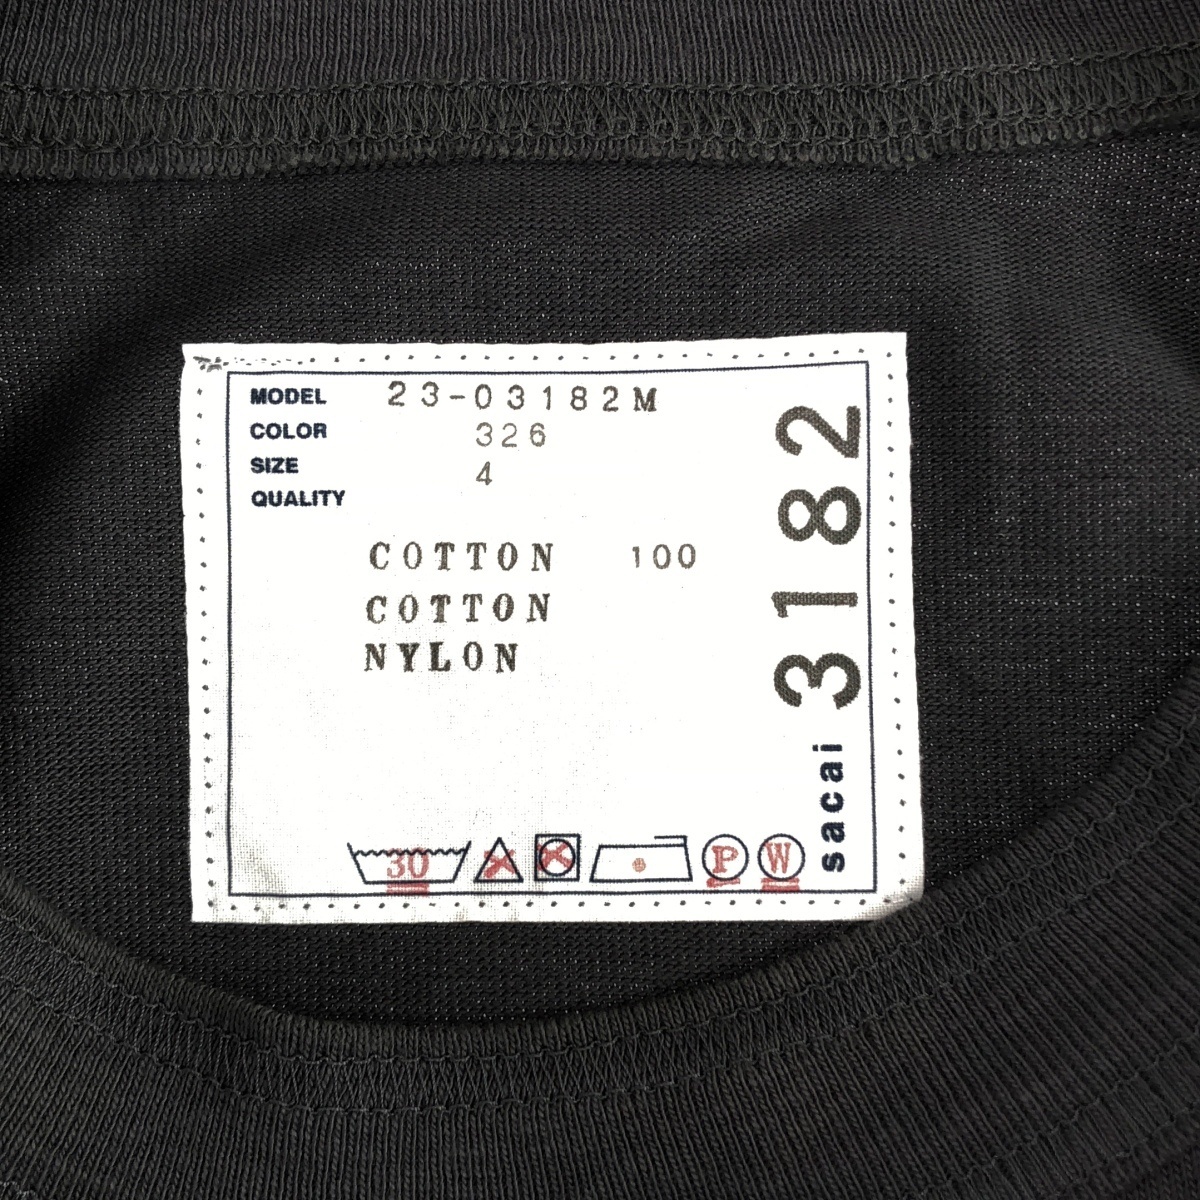 MODEL 23-03182M
COLOR 326
SIZE 4
QUALITY
COTTON 100
COTTON
NYLON
30 P W
sacai 3182